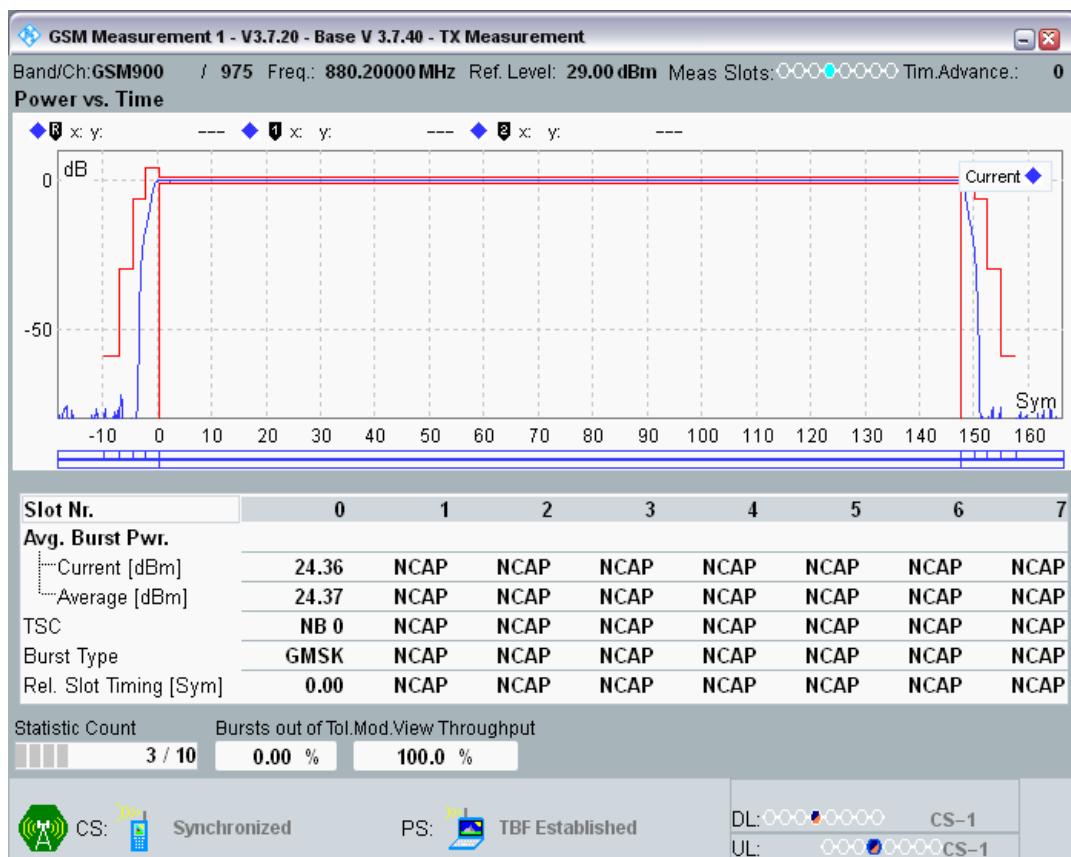 GSM Measurement 1 - V3.7.20 - Base V 3.7.40 - TX Measurement
Band/Ch:GSM900 / 975 Freq.: 880.20000 MHz Ref. Level: 29.00 dBm Meas Slots: Tim.Advance.: 0
Power vs. Time
R x: y: --- 1 x: y: --- 2 x: y: ---
dB
0
Current
-50
Sym
-10 0 10 20 30 40 50 60 70 80 90 100 110 120 130 140 150 160
Slot Nr. 0 1 2 3 4 5 6 7
Avg. Burst Pwr.
Current [dBm] 24.36 NCAP NCAP NCAP NCAP NCAP NCAP NCAP
Average [dBm] 24.37 NCAP NCAP NCAP NCAP NCAP NCAP NCAP
TSC NB 0 NCAP NCAP NCAP NCAP NCAP NCAP NCAP
Burst Type GMSK NCAP NCAP NCAP NCAP NCAP NCAP NCAP
Rel. Slot Timing [Sym] 0.00 NCAP NCAP NCAP NCAP NCAP NCAP NCAP
Statistic Count Bursts out of Tol. Mod.View Throughput
3 / 10 0.00 % 100.0 %
CS: Synchronized PS: TBF Established
DL: CS-1
UL: CS-1